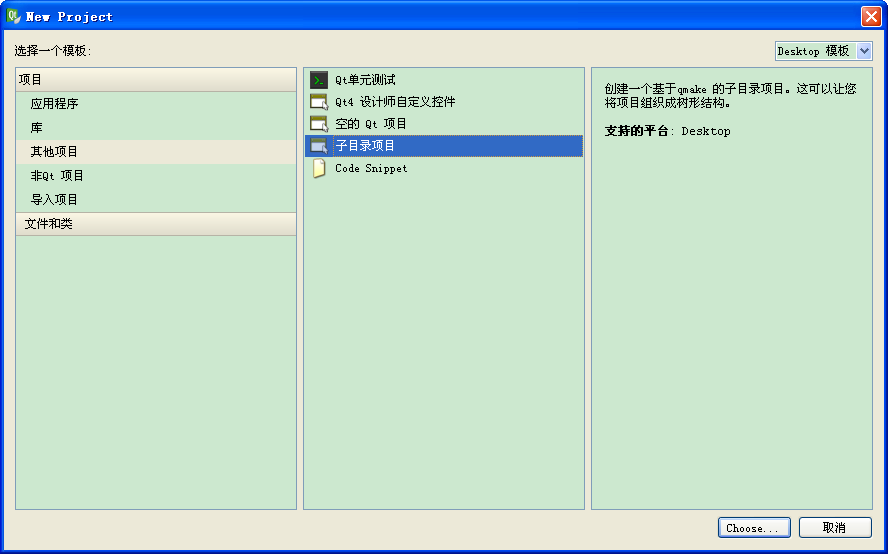 New Project
选择一个模板:
Desktop 模板
项目
应用程序
库
其他项目
非Qt 项目
导入项目
文件和类
Qt单元测试
Qt4 设计师自定义控件
空的 Qt 项目
子目录项目
Code Snippet
创建一个基于qmake 的子目录项目。这可以让您
将项目组织成树形结构。
支持的平台: Desktop
Choose...
取消